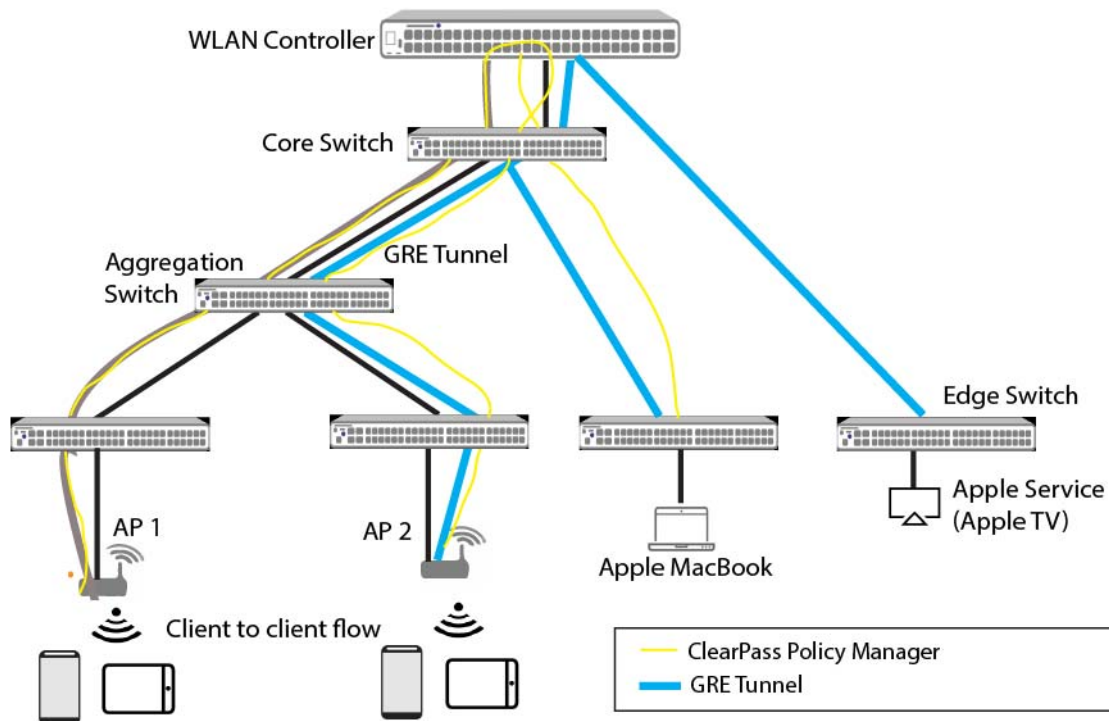 WLAN Controller
Core Switch
Aggregation
Switch
GRE Tunnel
Edge Switch
AP 1
AP 2
Apple MacBook
Apple Service
(Apple TV)
Client to client flow
ClearPass Policy Manager
GRE Tunnel